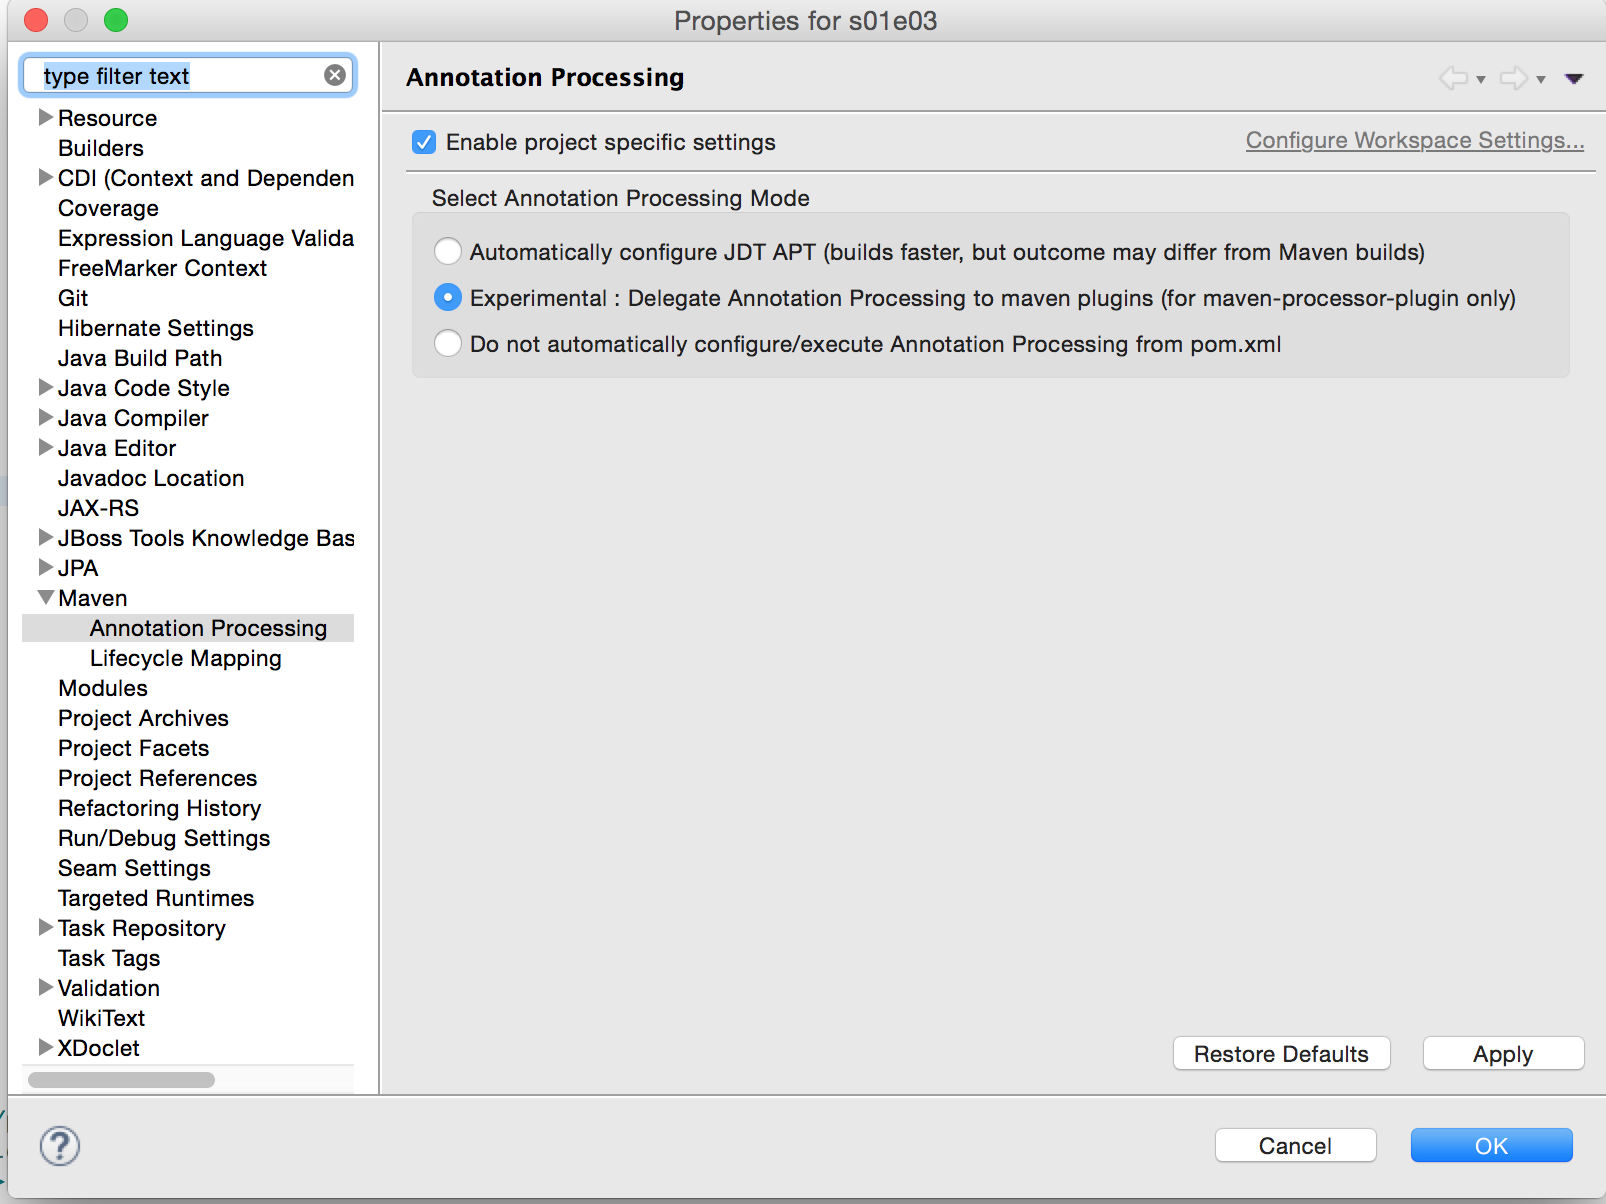 Properties for s01e03
type filter text
Resource
Builders
CDI (Context and Dependen
Coverage
Expression Language Valida
FreeMarker Context
Git
Hibernate Settings
Java Build Path
Java Code Style
Java Compiler
Java Editor
Javadoc Location
JAX-RS
JBoss Tools Knowledge Bas
JPA
Maven
Annotation Processing
Lifecycle Mapping
Modules
Project Archives
Project Facets
Project References
Refactoring History
Run/Debug Settings
Seam Settings
Targeted Runtimes
Task Repository
Task Tags
Validation
WikiText
XDoclet
Annotation Processing
Enable project specific settings
Configure Workspace Settings...
Select Annotation Processing Mode
Automatically configure JDT APT (builds faster, but outcome may differ from Maven builds)
Experimental : Delegate Annotation Processing to maven plugins (for maven-processor-plugin only)
Do not automatically configure/execute Annotation Processing from pom.xml
Restore Defaults
Apply
?
Cancel
OK